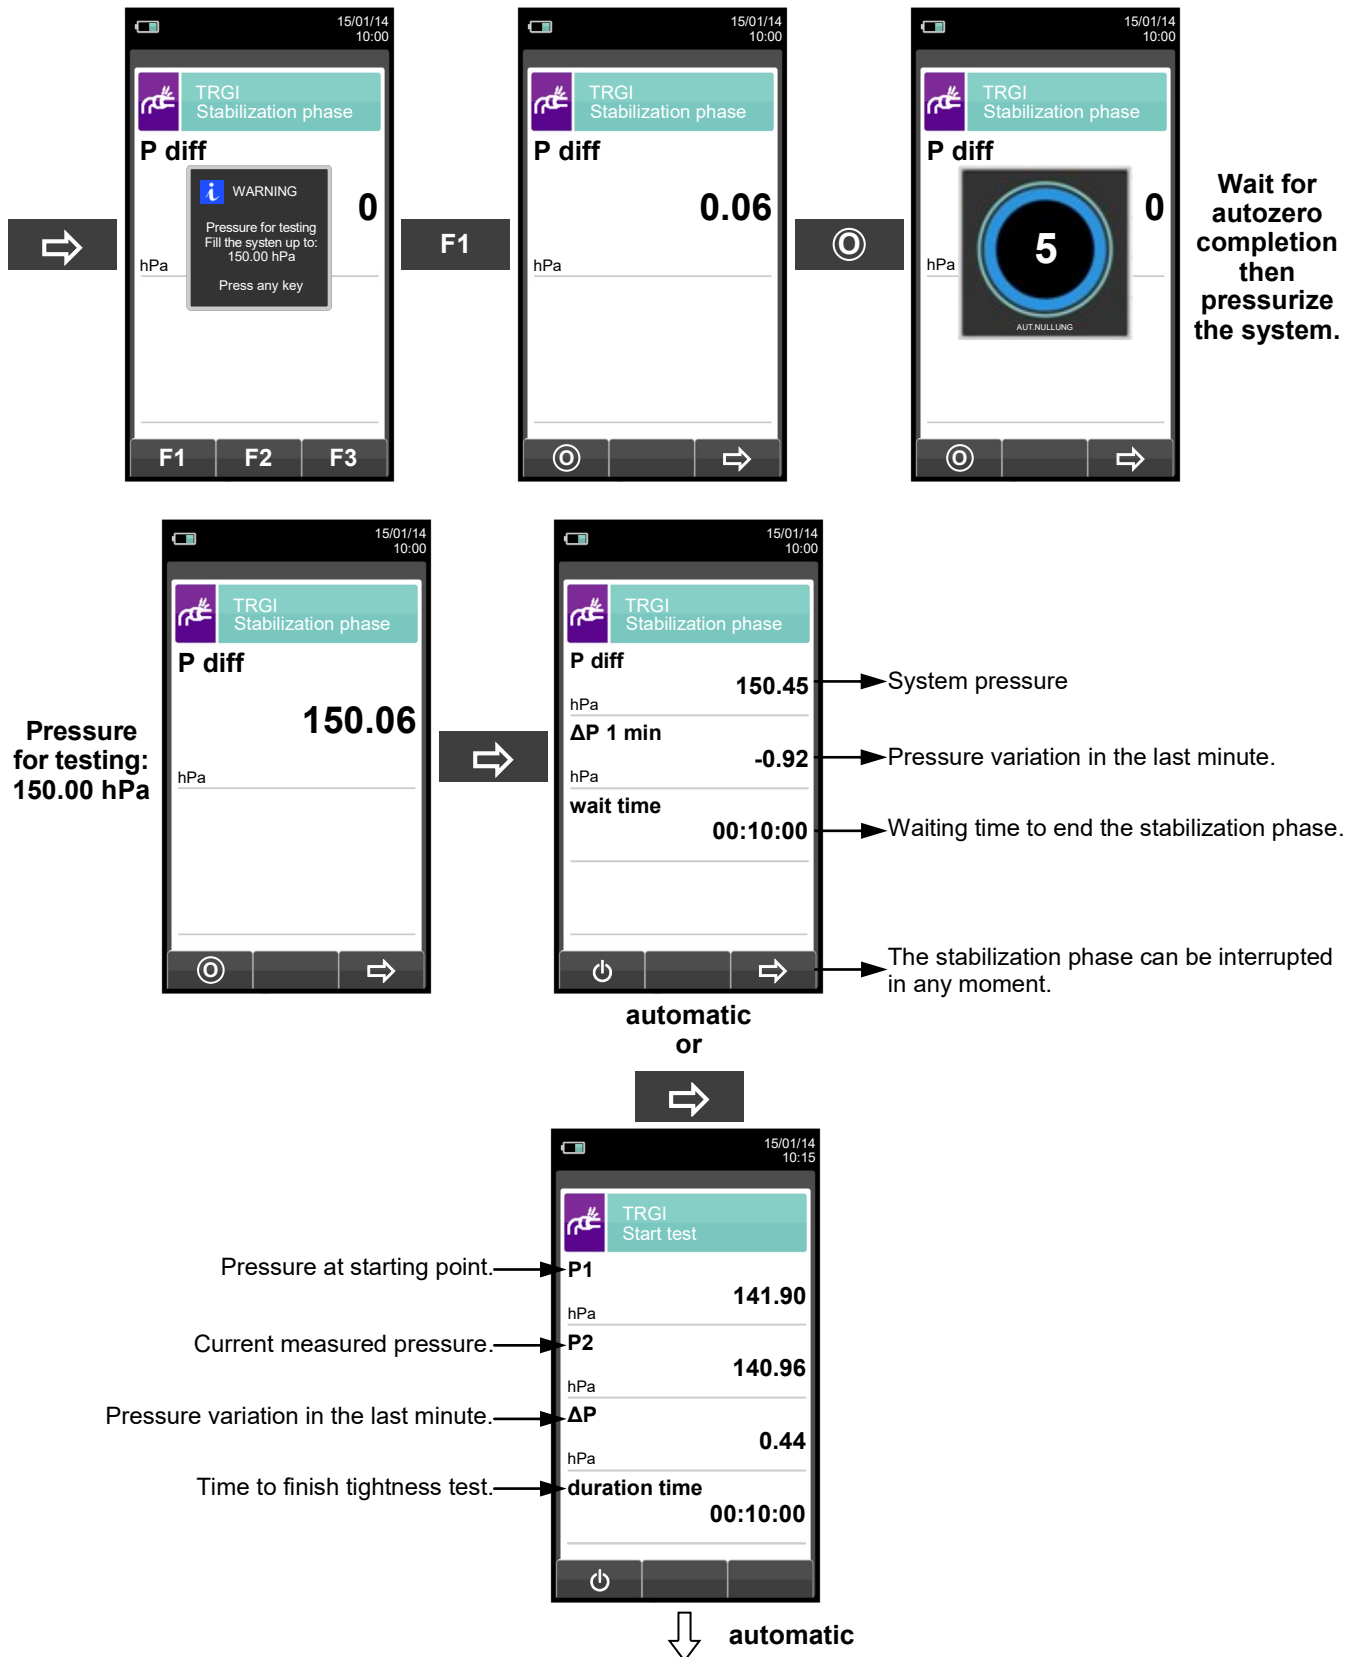 15/01/14
10:00
TRGI
Stabilization phase
P diff
WARNING
0
Pressure for testing
Fill the systen up to:
150.00 hPa
hPa
Press any key
F1 F2 F3
F1
15/01/14
10:00
TRGI
Stabilization phase
P diff
0.06
hPa
15/01/14
10:00
TRGI
Stabilization phase
P diff
0
5
hPa
AUT.NULLUNG
Wait for
autozero
completion
then
pressurize
the system.
Pressure
for testing:
150.00 hPa
15/01/14
10:00
TRGI
Stabilization phase
P diff
150.06
hPa
15/01/14
10:00
TRGI
Stabilization phase
P diff
150.45
hPa
ΔP 1 min
-0.92
hPa
wait time
00:10:00
System pressure
Pressure variation in the last minute.
Waiting time to end the stabilization phase.
The stabilization phase can be interrupted
in any moment.
automatic
or
15/01/14
10:15
TRGI
Start test
Pressure at starting point.
P1
141.90
hPa
Current measured pressure.
P2
140.96
hPa
Pressure variation in the last minute.
ΔP
0.44
hPa
Time to finish tightness test.
duration time
00:10:00
automatic